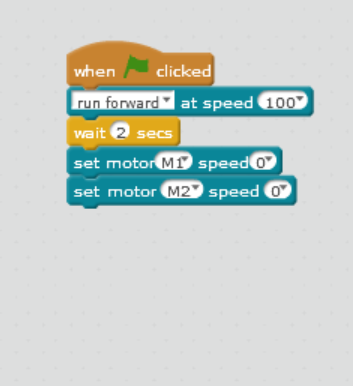 when clicked
run forward at speed 100
wait 2 secs
set motor M1 speed 0
set motor M2 speed 0